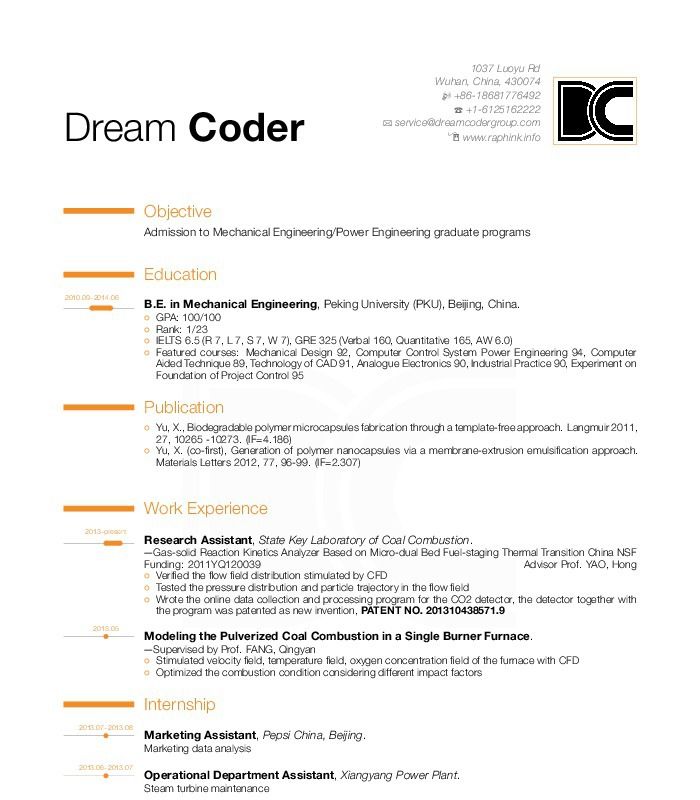 1037 Luoyu Rd
Wuhan, China, 430074
+86-18681776492
☎ +1-6125162222
✉ service@dreamcodergroup.com
www.raphink.info
Dream Coder
DC
Objective
Admission to Mechanical Engineering/Power Engineering graduate programs
Education
2010.09-2014.06
B.E. in Mechanical Engineering, Peking University (PKU), Beijing, China.
GPA: 100/100
Rank: 1/23
IELTS 6.5 (R 7, L 7, S 7, W 7), GRE 325 (Verbal 160, Quantitative 165, AW 6.0)
Featured courses: Mechanical Design 92, Computer Control System Power Engineering 94, Computer
Aided Technique 89, Technology of CAD 91, Analogue Electronics 90, Industrial Practice 90, Experiment on
Foundation of Project Control 95
Publication
Yu, X., Biodegradable polymer microcapsules fabrication through a template-free approach. Langmuir 2011,
27, 10265 -10273. (IF=4.186)
Yu, X. (co-first), Generation of polymer nanocapsules via a membrane-extrusion emulsification approach.
Materials Letters 2012, 77, 96-99. (IF=2.307)
Work Experience
2013-present
Research Assistant, State Key Laboratory of Coal Combustion.
—Gas-solid Reaction Kinetics Analyzer Based on Micro-dual Bed Fuel-staging Thermal Transition China NSF
Funding: 2011YQ120039 Advisor Prof. YAO, Hong
Verified the flow field distribution stimulated by CFD
Tested the pressure distribution and particle trajectory in the flow field
Wrote the online data collection and processing program for the CO2 detector, the detector together with
the program was patented as new invention, PATENT NO. 201310438571.9
2013.05
Modeling the Pulverized Coal Combustion in a Single Burner Furnace.
—Supervised by Prof. FANG, Qingyan
Stimulated velocity field, temperature field, oxygen concentration field of the furnace with CFD
Optimized the combustion condition considering different impact factors
Internship
2013.07-2013.08
Marketing Assistant, Pepsi China, Beijing.
Marketing data analysis
2013.06-2013.07
Operational Department Assistant, Xiangyang Power Plant.
Steam turbine maintenance